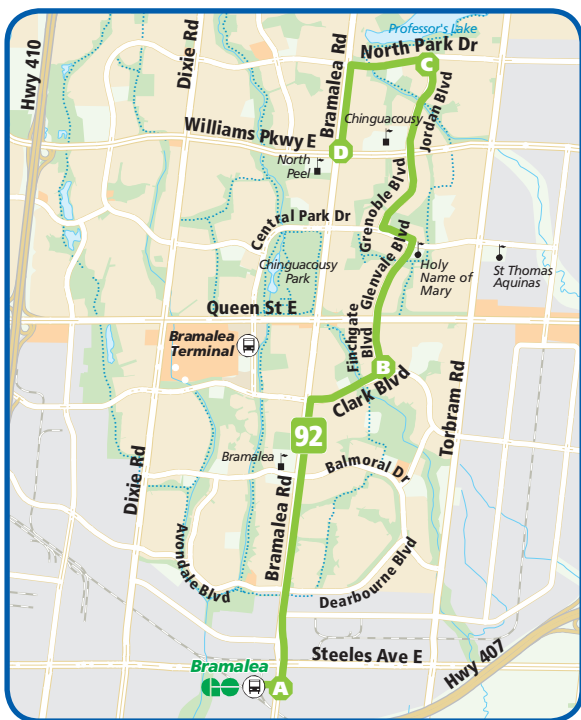 Professor's Lake
North Park Dr
C
Hwy 410
Dixie Rd
Bramalea Rd
Jordan Blvd
Chinguacousy
Williams Pkwy E
D
North
Peel
Grenoble Blvd
Central Park Dr
Glenvale Blvd
Holy
Name of
Mary
St Thomas
Aquinas
Chinguacousy
Park
Queen St E
Bramalea
Terminal
Finchgate
Blvd
B
Clark Blvd
Torbram Rd
92
Dixie Rd
Bramalea
Bramalea Rd
Balmoral Dr
Avondale Blvd
Dearbourne Blvd
Steeles Ave E
Hwy 407
Bramalea
GO
A